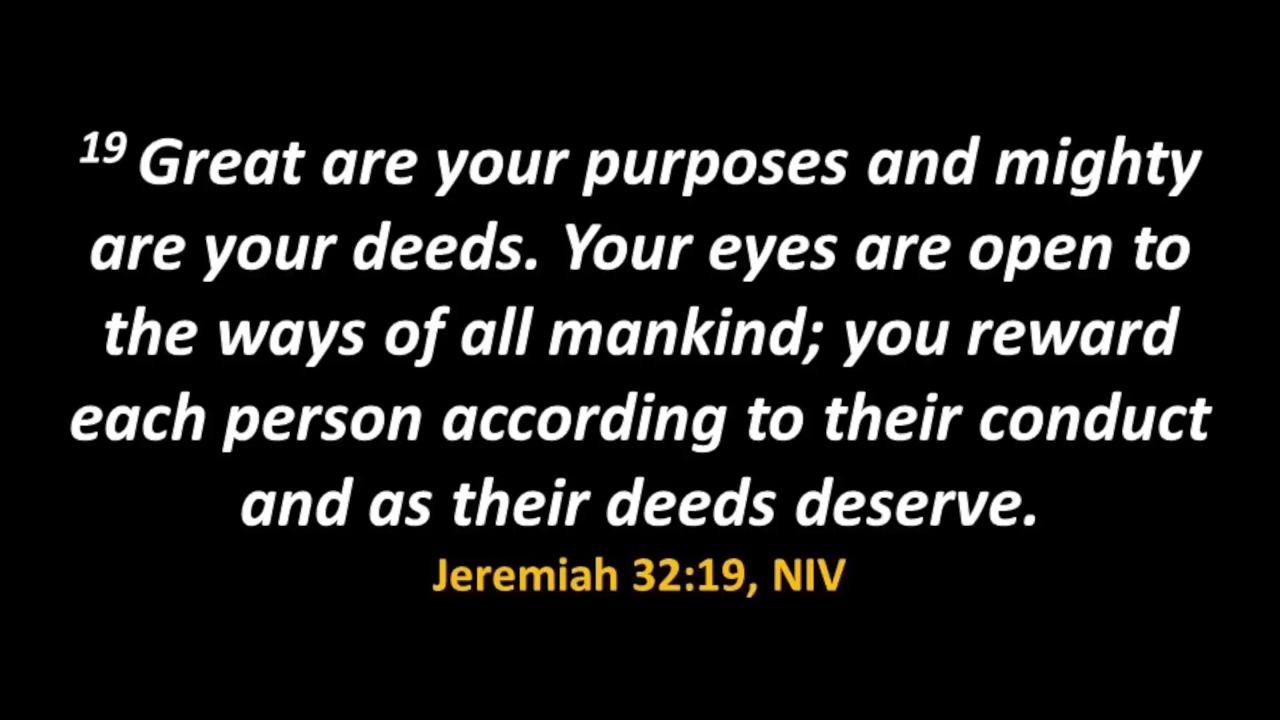 19 Great are your purposes and mighty
are your deeds. Your eyes are open to
the ways of all mankind; you reward
each person according to their conduct
and as their deeds deserve.
Jeremiah 32:19, NIV